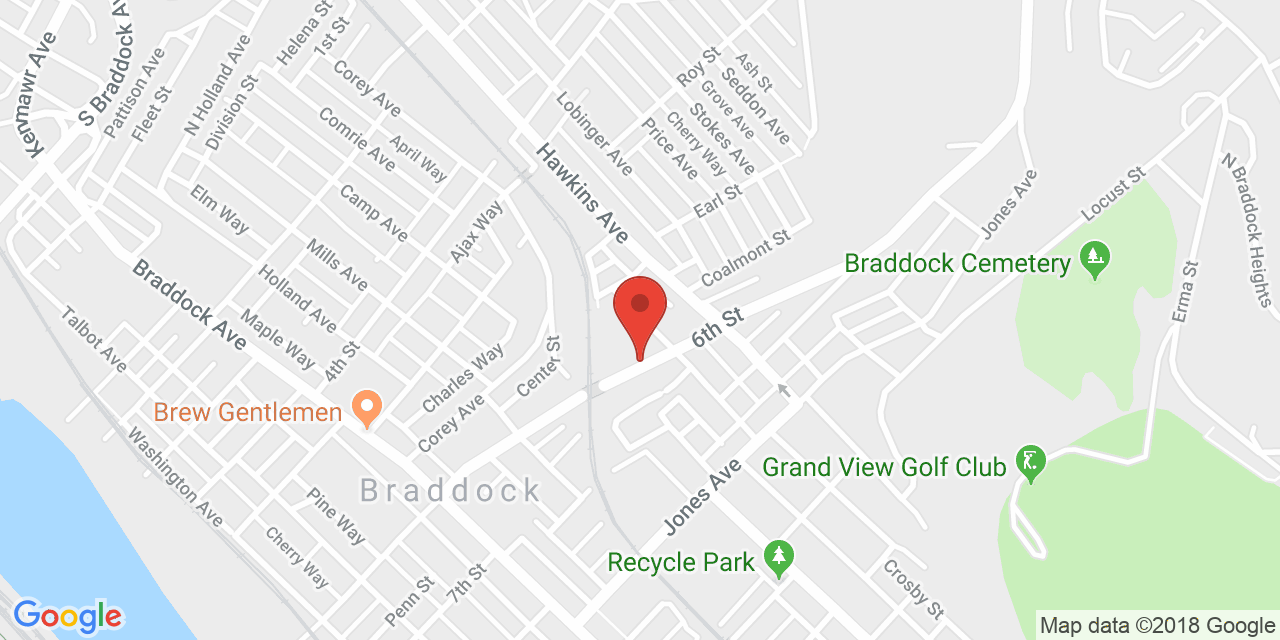 Kenmawr Ave
S Braddock Ave
Pattison Ave
Fleet St
N Holland Ave
Division St
Helena St
1st St
Corey Ave
Comrie Ave
April Way
Camp Ave
Ajax Way
Elm Way
Mills Ave
Holland Ave
Maple Way
4th St
Braddock Ave
Talbot Ave
Washington Ave
Charles Way
Corey Ave
Center St
Hawkins Ave
Lobinger Ave
Roy St
Ash St
Seddon Ave
Grove Ave
Stokes Ave
Cherry Way
Price Ave
Earl St
Coalmont St
6th St
Jones Ave
Locust St
N Braddock Heights
Erma St
Braddock Cemetery
Brew Gentlemen
Braddock
Grand View Golf Club
Jones Ave
Recycle Park
Crosby St
Pine Way
Cherry Way
Penn St
7th St
Google
Map data ©2018 Google